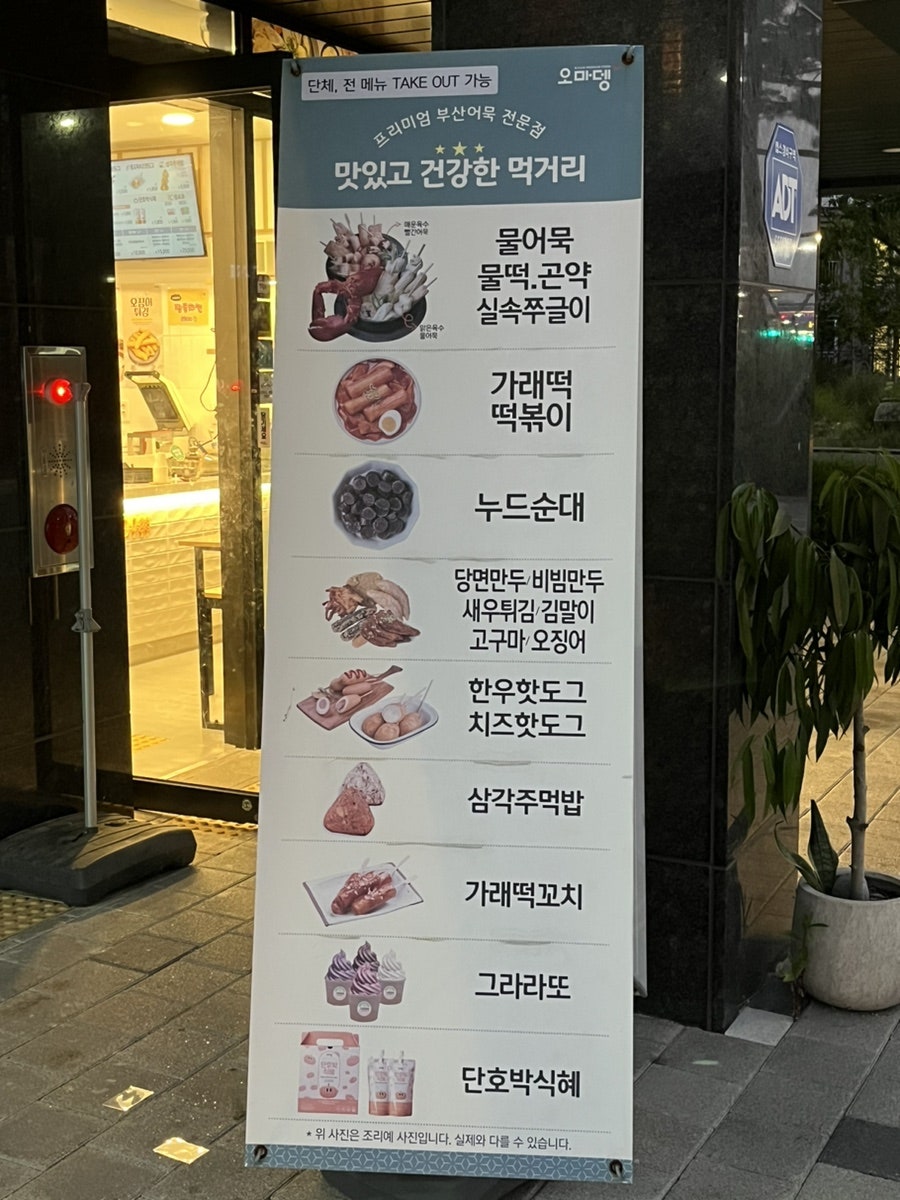 단체, 전 메뉴 TAKE OUT 가능
오마뎅
프리미엄 부산어묵 전문점
맛있고 건강한 먹거리
매운육수
빨간어묵
물어묵
물떡.곤약
실속쭈글이
맑은육수
물어묵
가래떡
떡볶이
누드순대
당면만두/비빔만두
새우튀김/김말이
고구마/오징어
한우핫도그
치즈핫도그
삼각주먹밥
가래떡꼬치
그라라또
단호박
식혜
단호박식혜
* 위 사진은 조리예 사진입니다. 실제와 다를 수 있습니다.
ADT